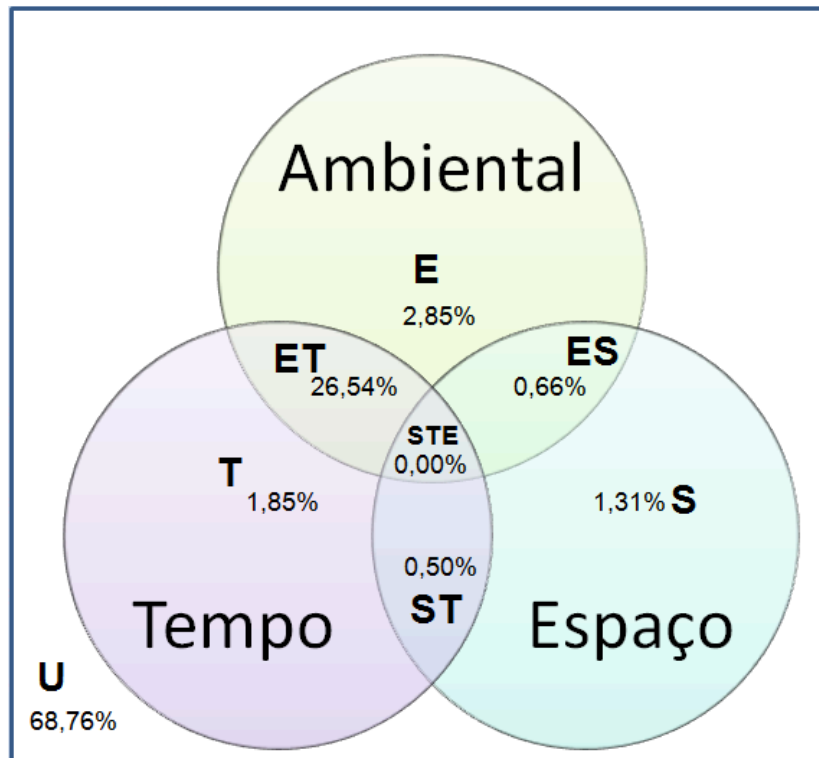 Ambiental
E
2,85%
ET
26,54%
ES
0,66%
STE
0,00%
T
1,85%
1,31% S
0,50%
ST
Tempo
Espaço
U
68,76%